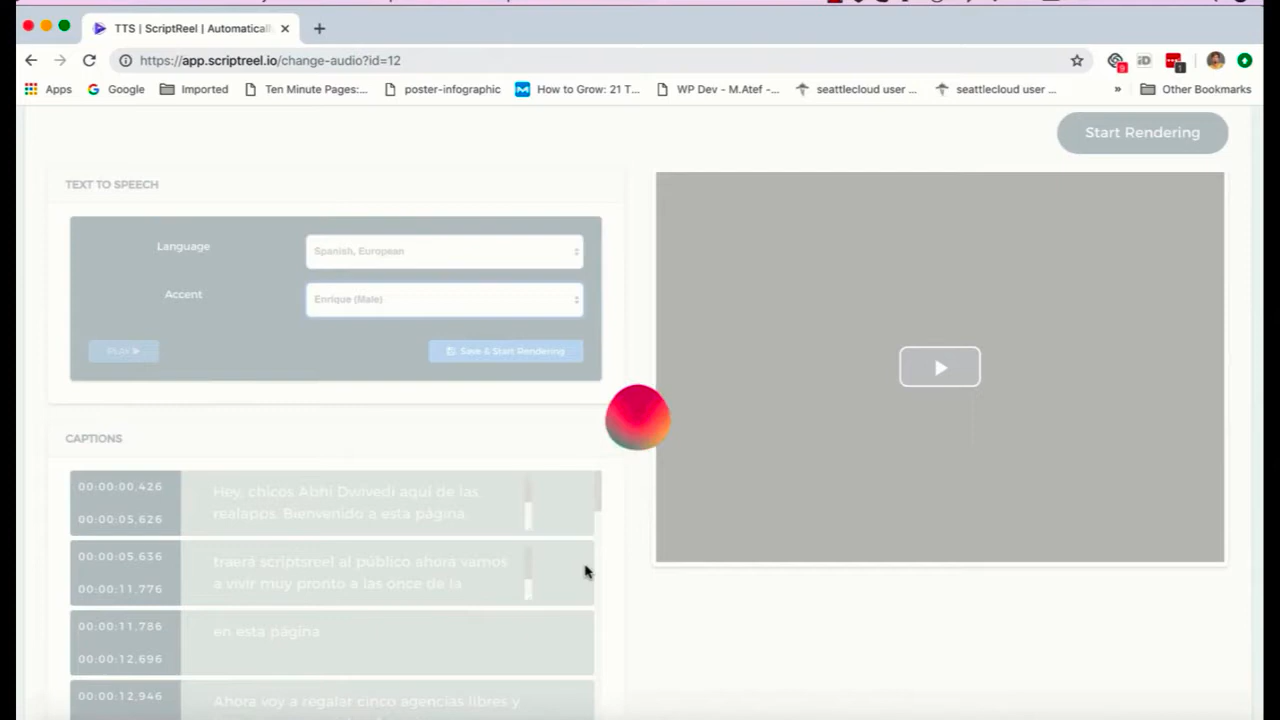 TTS | ScriptReel | Automaticall
https://app.scriptreel.io/change-audio?id=12
9
iD
1
Apps
Google
Imported
Ten Minute Pages:...
poster-infographic
How to Grow: 21 T...
WP Dev - M.Atef -...
seattlecloud user ...
seattlecloud user ...
»
Other Bookmarks
Start Rendering
TEXT TO SPEECH
Language
Spanish, European
Accent
Enrique (Male)
PLAY
Save & Start Rendering
CAPTIONS
00:00:00,426
Hey, chicos Abhi Dwivedi aquí de las
realapps. Bienvenido a esta página.
00:00:05,626
00:00:05,636
traerá scriptsreel al público ahora vamos
a vivir muy pronto a las once de la
00:00:11,776
00:00:11,786
en esta página
00:00:12,696
00:00:12,946
Ahora voy a regalar cinco agencias libres y